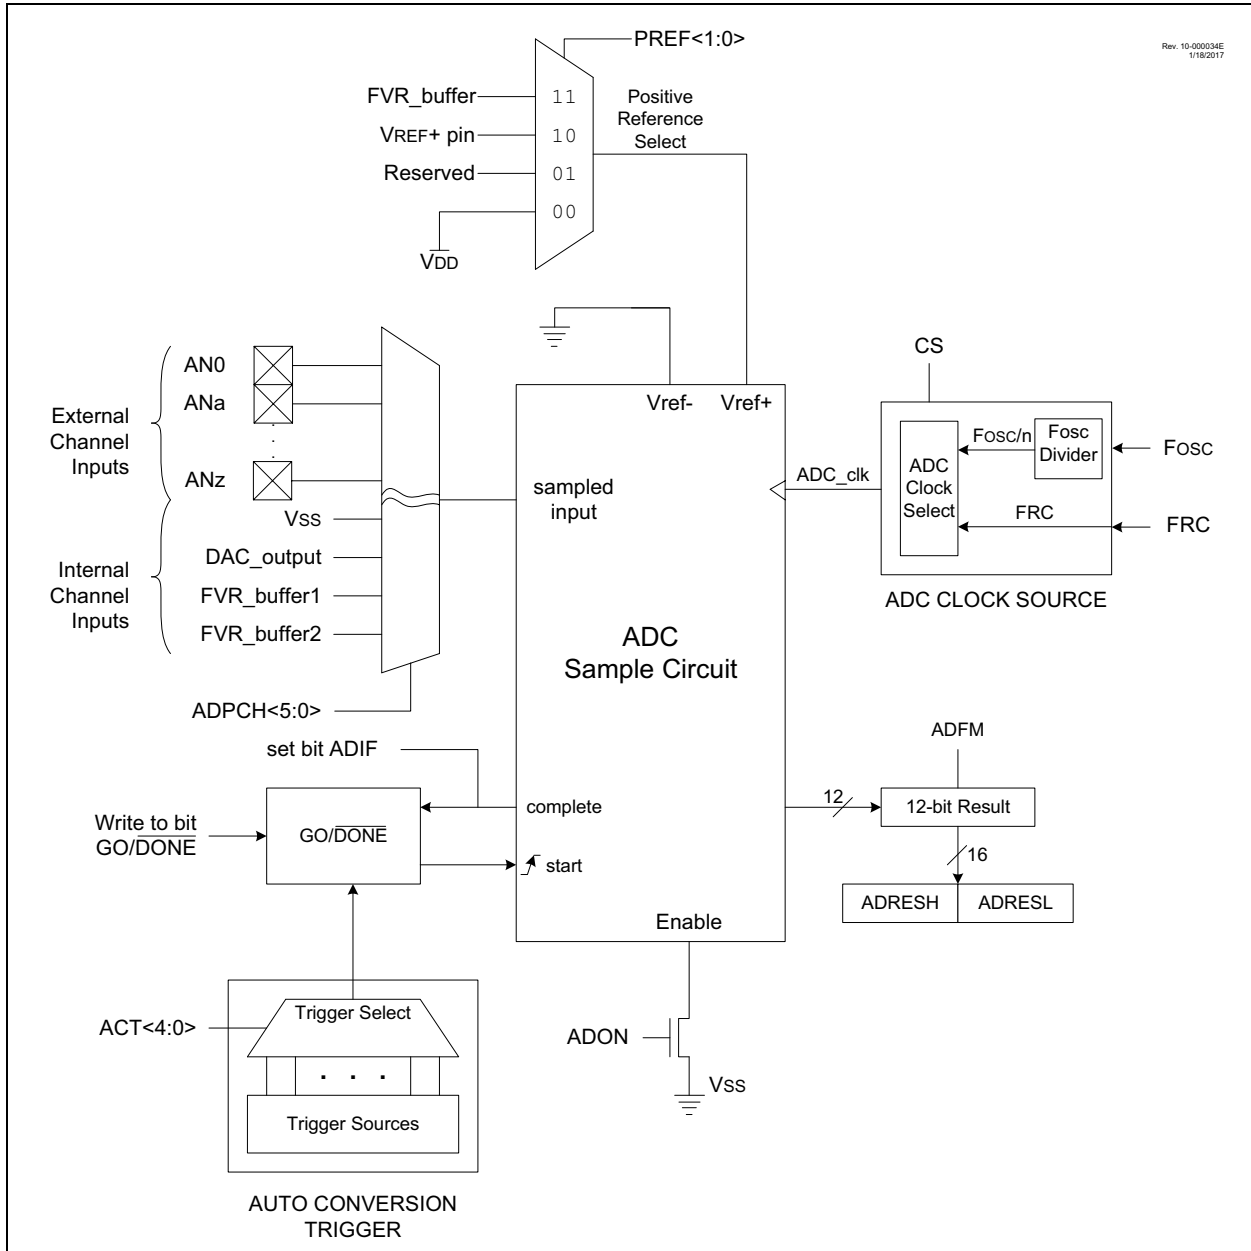 Rev. 10-000034E
1/18/2017
PREF<1:0>
FVR_buffer
11
Positive
Reference
Select
VREF+ pin
10
Reserved
01
00
VDD
External
Channel
Inputs
AN0
ANa
.
.
.
ANz
Internal
Channel
Inputs
VSS
DAC_output
FVR_buffer1
FVR_buffer2
ADPCH<5:0>
Vref-
Vref+
sampled
input
ADC_clk
CS
ADC
Clock
Select
FOSC/n
Fosc
Divider
FOSC
FRC
FRC
ADC CLOCK SOURCE
ADC
Sample Circuit
set bit ADIF
Write to bit
GO/DONE
GO/DONE
complete
start
Enable
ADFM
12
12-bit Result
16
ADRESH
ADRESL
ACT<4:0>
Trigger Select
. . .
Trigger Sources
AUTO CONVERSION
TRIGGER
ADON
VSS